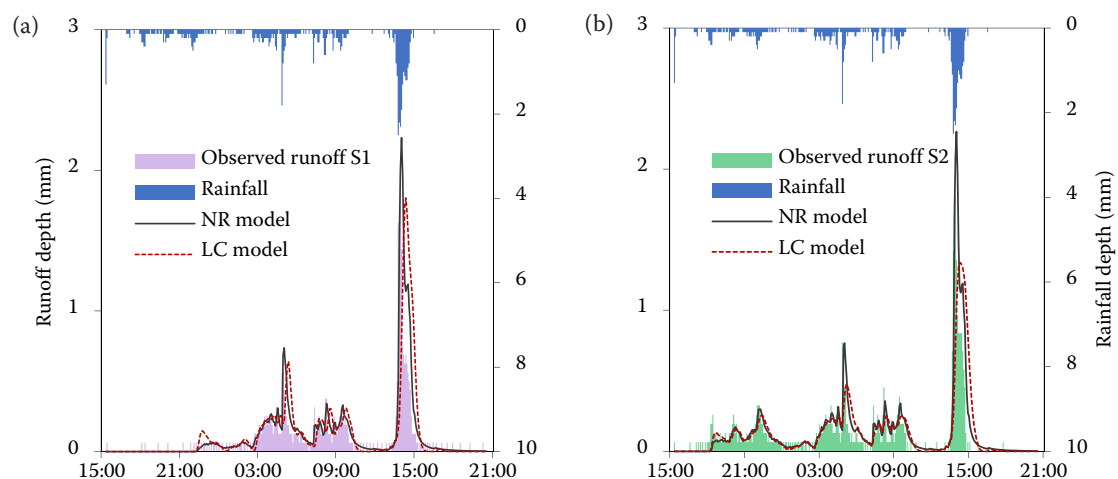 (a)
3
2
1
0
Runoff depth (mm)
0
2
4
6
8
10
Observed runoff S1
Rainfall
NR model
LC model
15:00 21:00 03:00 09:00 15:00 21:00
(b)
3
2
1
0
0
2
4
6
8
10
Rainfall depth (mm)
Observed runoff S2
Rainfall
NR model
LC model
15:00 21:00 03:00 09:00 15:00 21:00